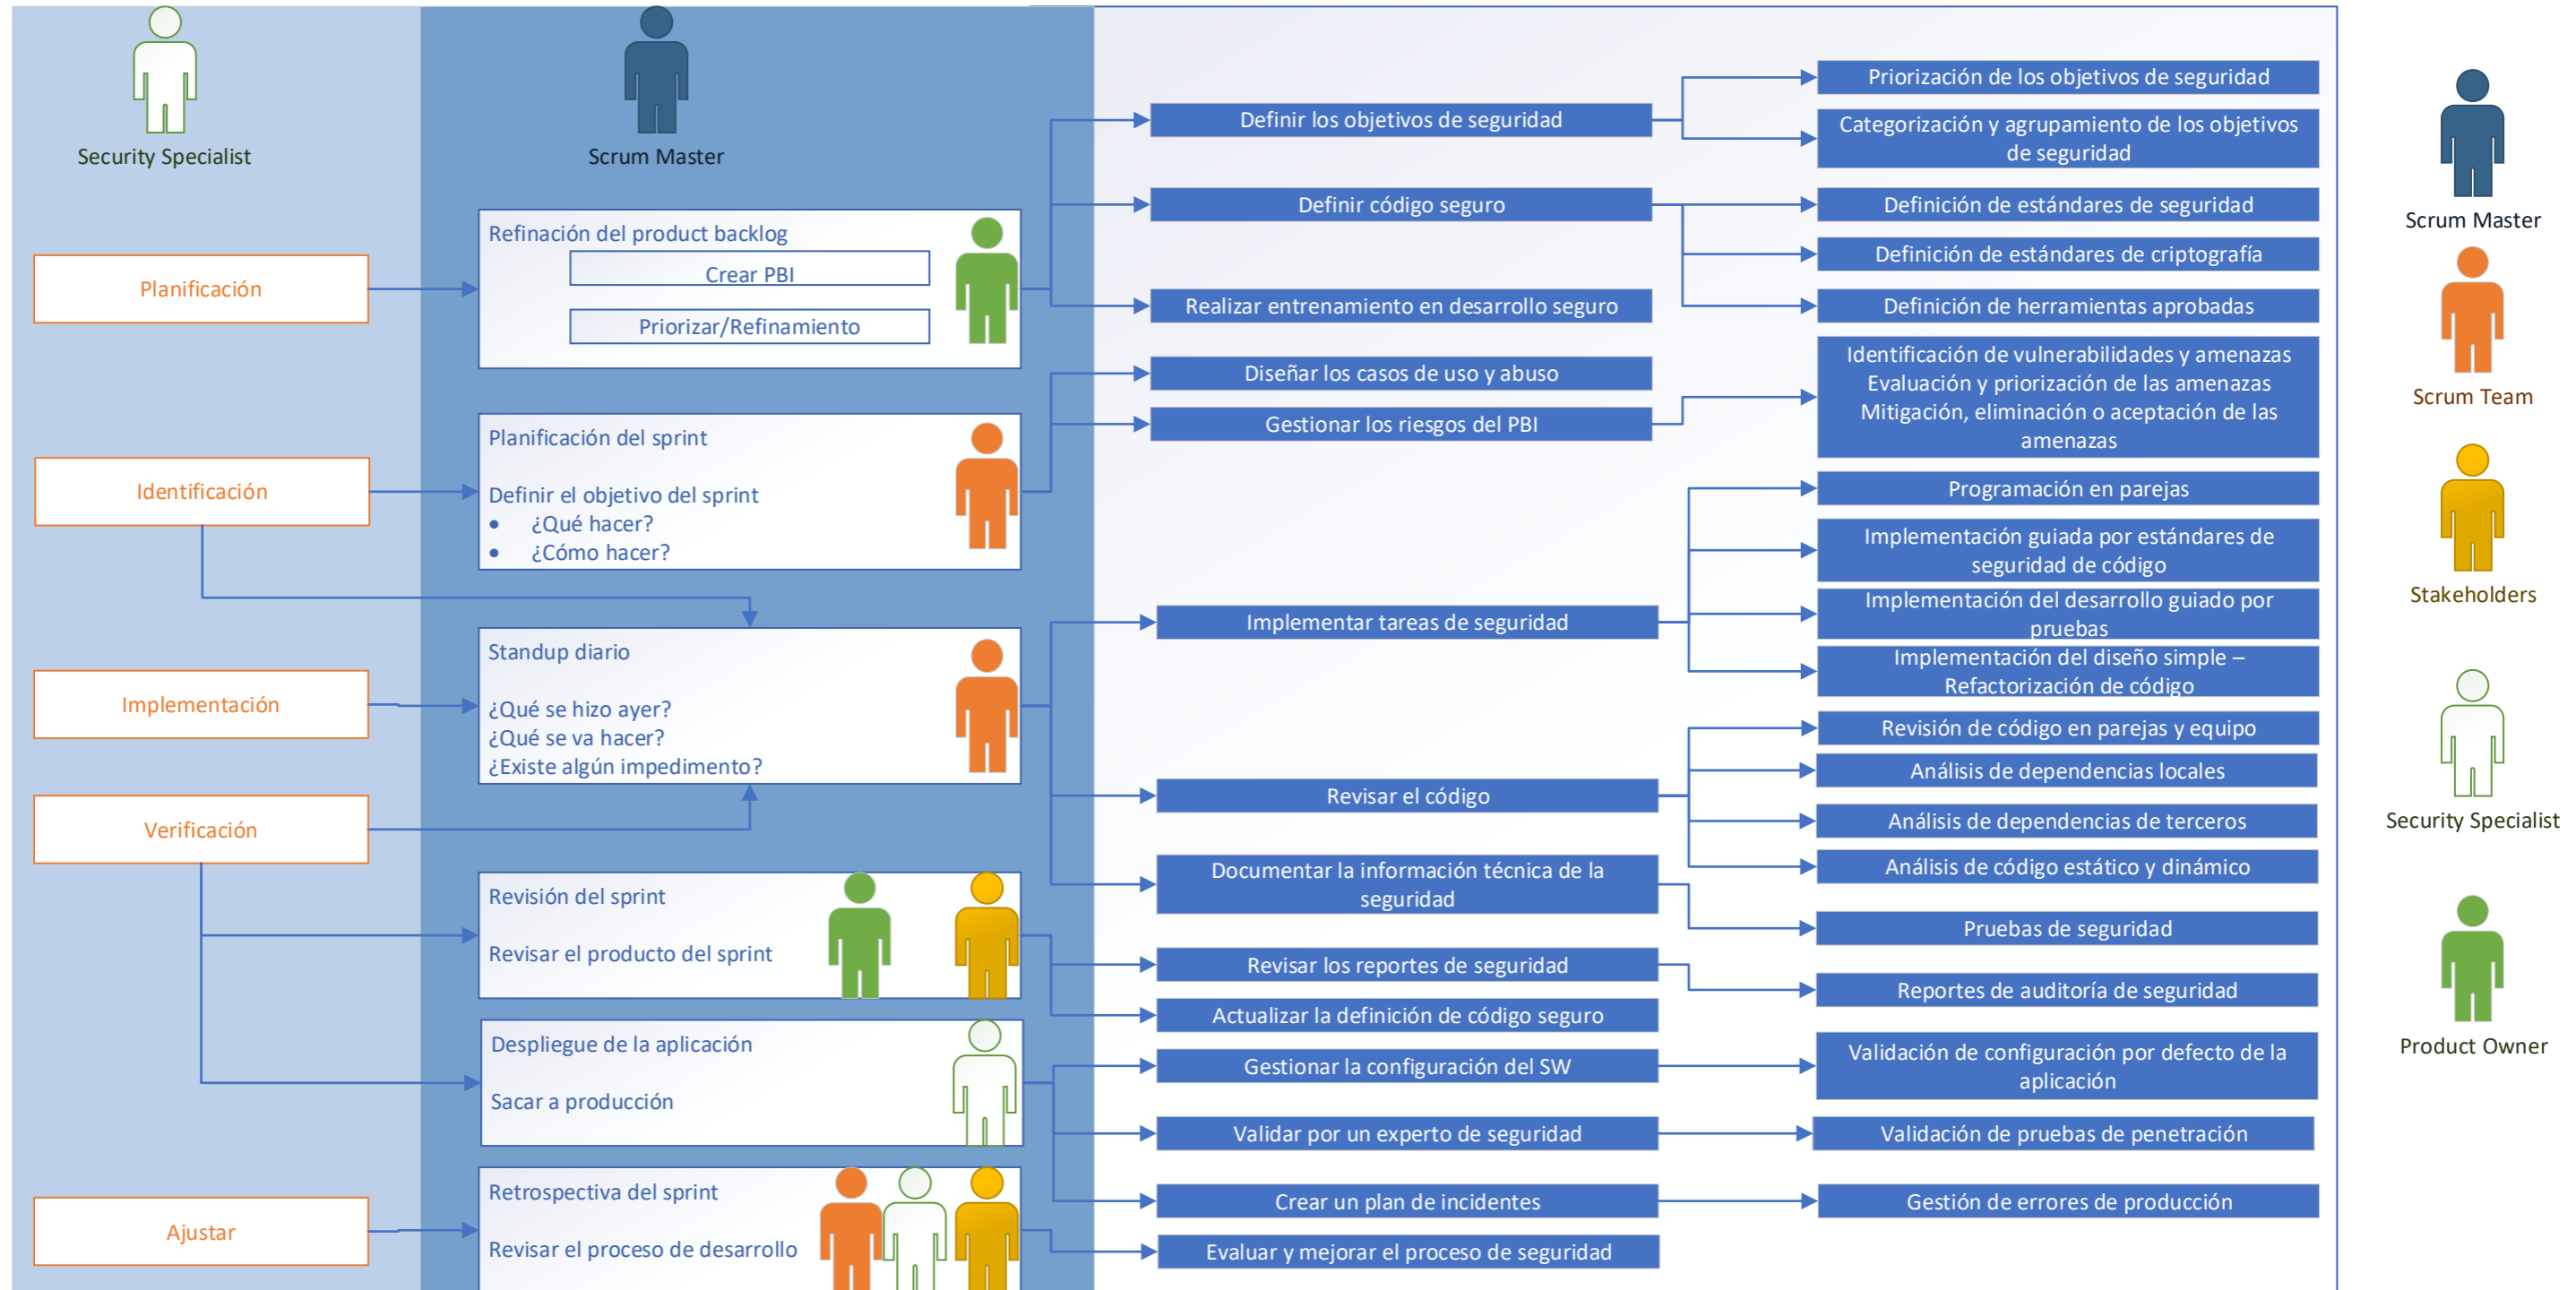 Security Specialist
Scrum Master
Planificación
Identificación
Implementación
Verificación
Ajustar
Refinación del product backlog
Crear PBI
Priorizar/Refinamiento
Planificación del sprint
Definir el objetivo del sprint
• ¿Qué hacer?
• ¿Cómo hacer?
Standup diario
¿Qué se hizo ayer?
¿Qué se va hacer?
¿Existe algún impedimento?
Revisión del sprint
Revisar el producto del sprint
Despliegue de la aplicación
Sacar a producción
Retrospectiva del sprint
Revisar el proceso de desarrollo
Definir los objetivos de seguridad
Definir código seguro
Realizar entrenamiento en desarrollo seguro
Diseñar los casos de uso y abuso
Gestionar los riesgos del PBI
Implementar tareas de seguridad
Revisar el código
Documentar la información técnica de la
seguridad
Revisar los reportes de seguridad
Actualizar la definición de código seguro
Gestionar la configuración del SW
Validar por un experto de seguridad
Crear un plan de incidentes
Evaluar y mejorar el proceso de seguridad
Priorización de los objetivos de seguridad
Categorización y agrupamiento de los objetivos
de seguridad
Definición de estándares de seguridad
Definición de estándares de criptografía
Definición de herramientas aprobadas
Identificación de vulnerabilidades y amenazas
Evaluación y priorización de las amenazas
Mitigación, eliminación o aceptación de las
amenazas
Programación en parejas
Implementación guiada por estándares de
seguridad de código
Implementación del desarrollo guiado por
pruebas
Implementación del diseño simple –
Refactorización de código
Revisión de código en parejas y equipo
Análisis de dependencias locales
Análisis de dependencias de terceros
Análisis de código estático y dinámico
Pruebas de seguridad
Reportes de auditoría de seguridad
Validación de configuración por defecto de la
aplicación
Validación de pruebas de penetración
Gestión de errores de producción
Scrum Master
Scrum Team
Stakeholders
Security Specialist
Product Owner